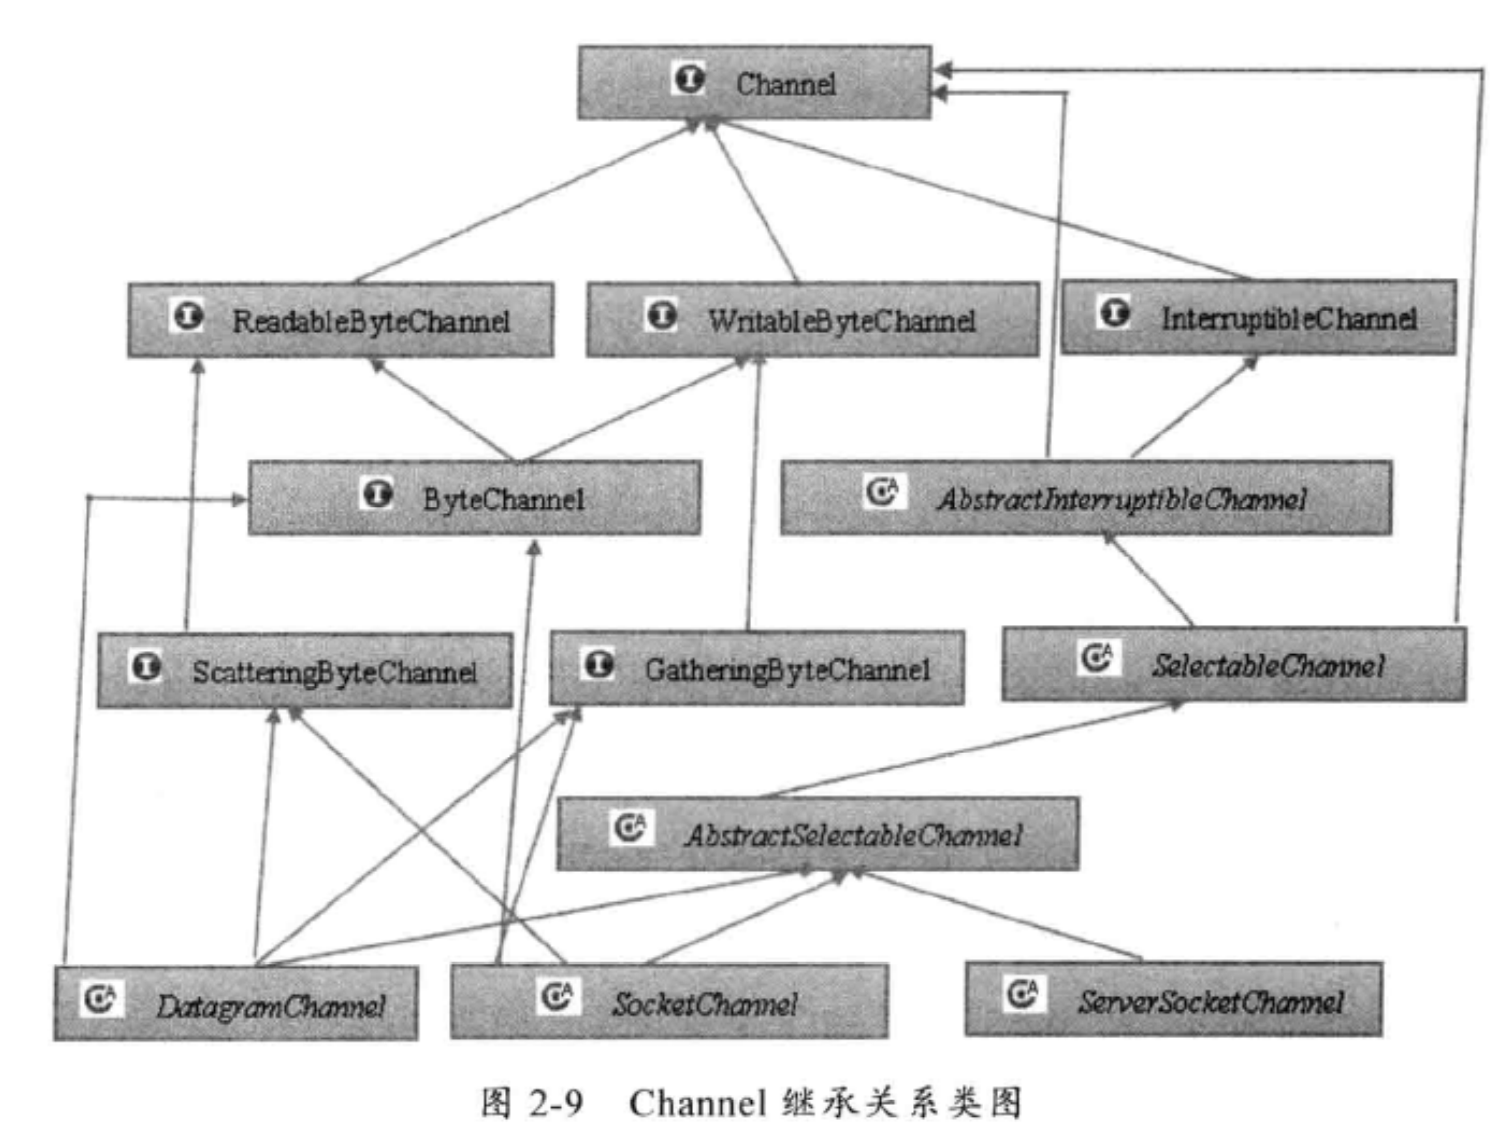 Channel
ReadableByteChannel
WritableByteChannel
InterruptibleChannel
ByteChannel
AbstractInterruptibleChannel
ScatteringByteChannel
GatheringByteChannel
SelectableChannel
AbstractSelectableChannel
DatagramChannel
SocketChannel
ServerSocketChannel
图 2-9 Channel 继承关系类图